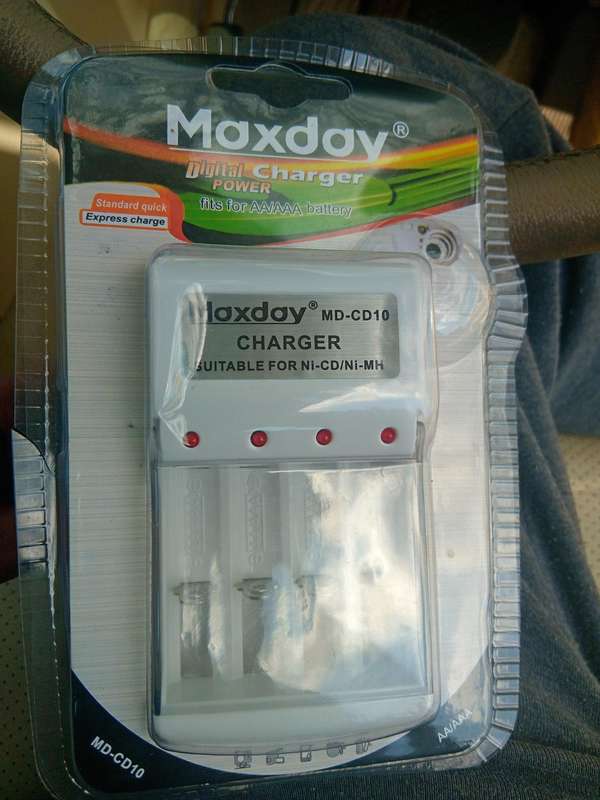 Maxday®
Digital Charger
POWER
fits for AA/AAA battery
Standard quick
Express charge
Maxday® MD-CD10
CHARGER
SUITABLE FOR Ni-CD/Ni-MH
MD-CD10
AA/AAA